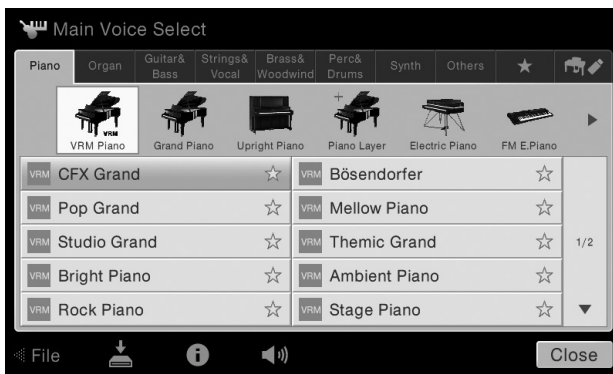 Main Voice Select
Piano Organ Guitar& Bass Strings& Vocal Brass& Woodwind Perc& Drums Synth Others
VRM
VRM Piano Grand Piano Upright Piano Piano Layer Electric Piano FM E.Piano
VRM CFX Grand VRM Bösendorfer
VRM Pop Grand VRM Mellow Piano
VRM Studio Grand VRM Themic Grand 1/2
VRM Bright Piano VRM Ambient Piano
VRM Rock Piano VRM Stage Piano
File Close